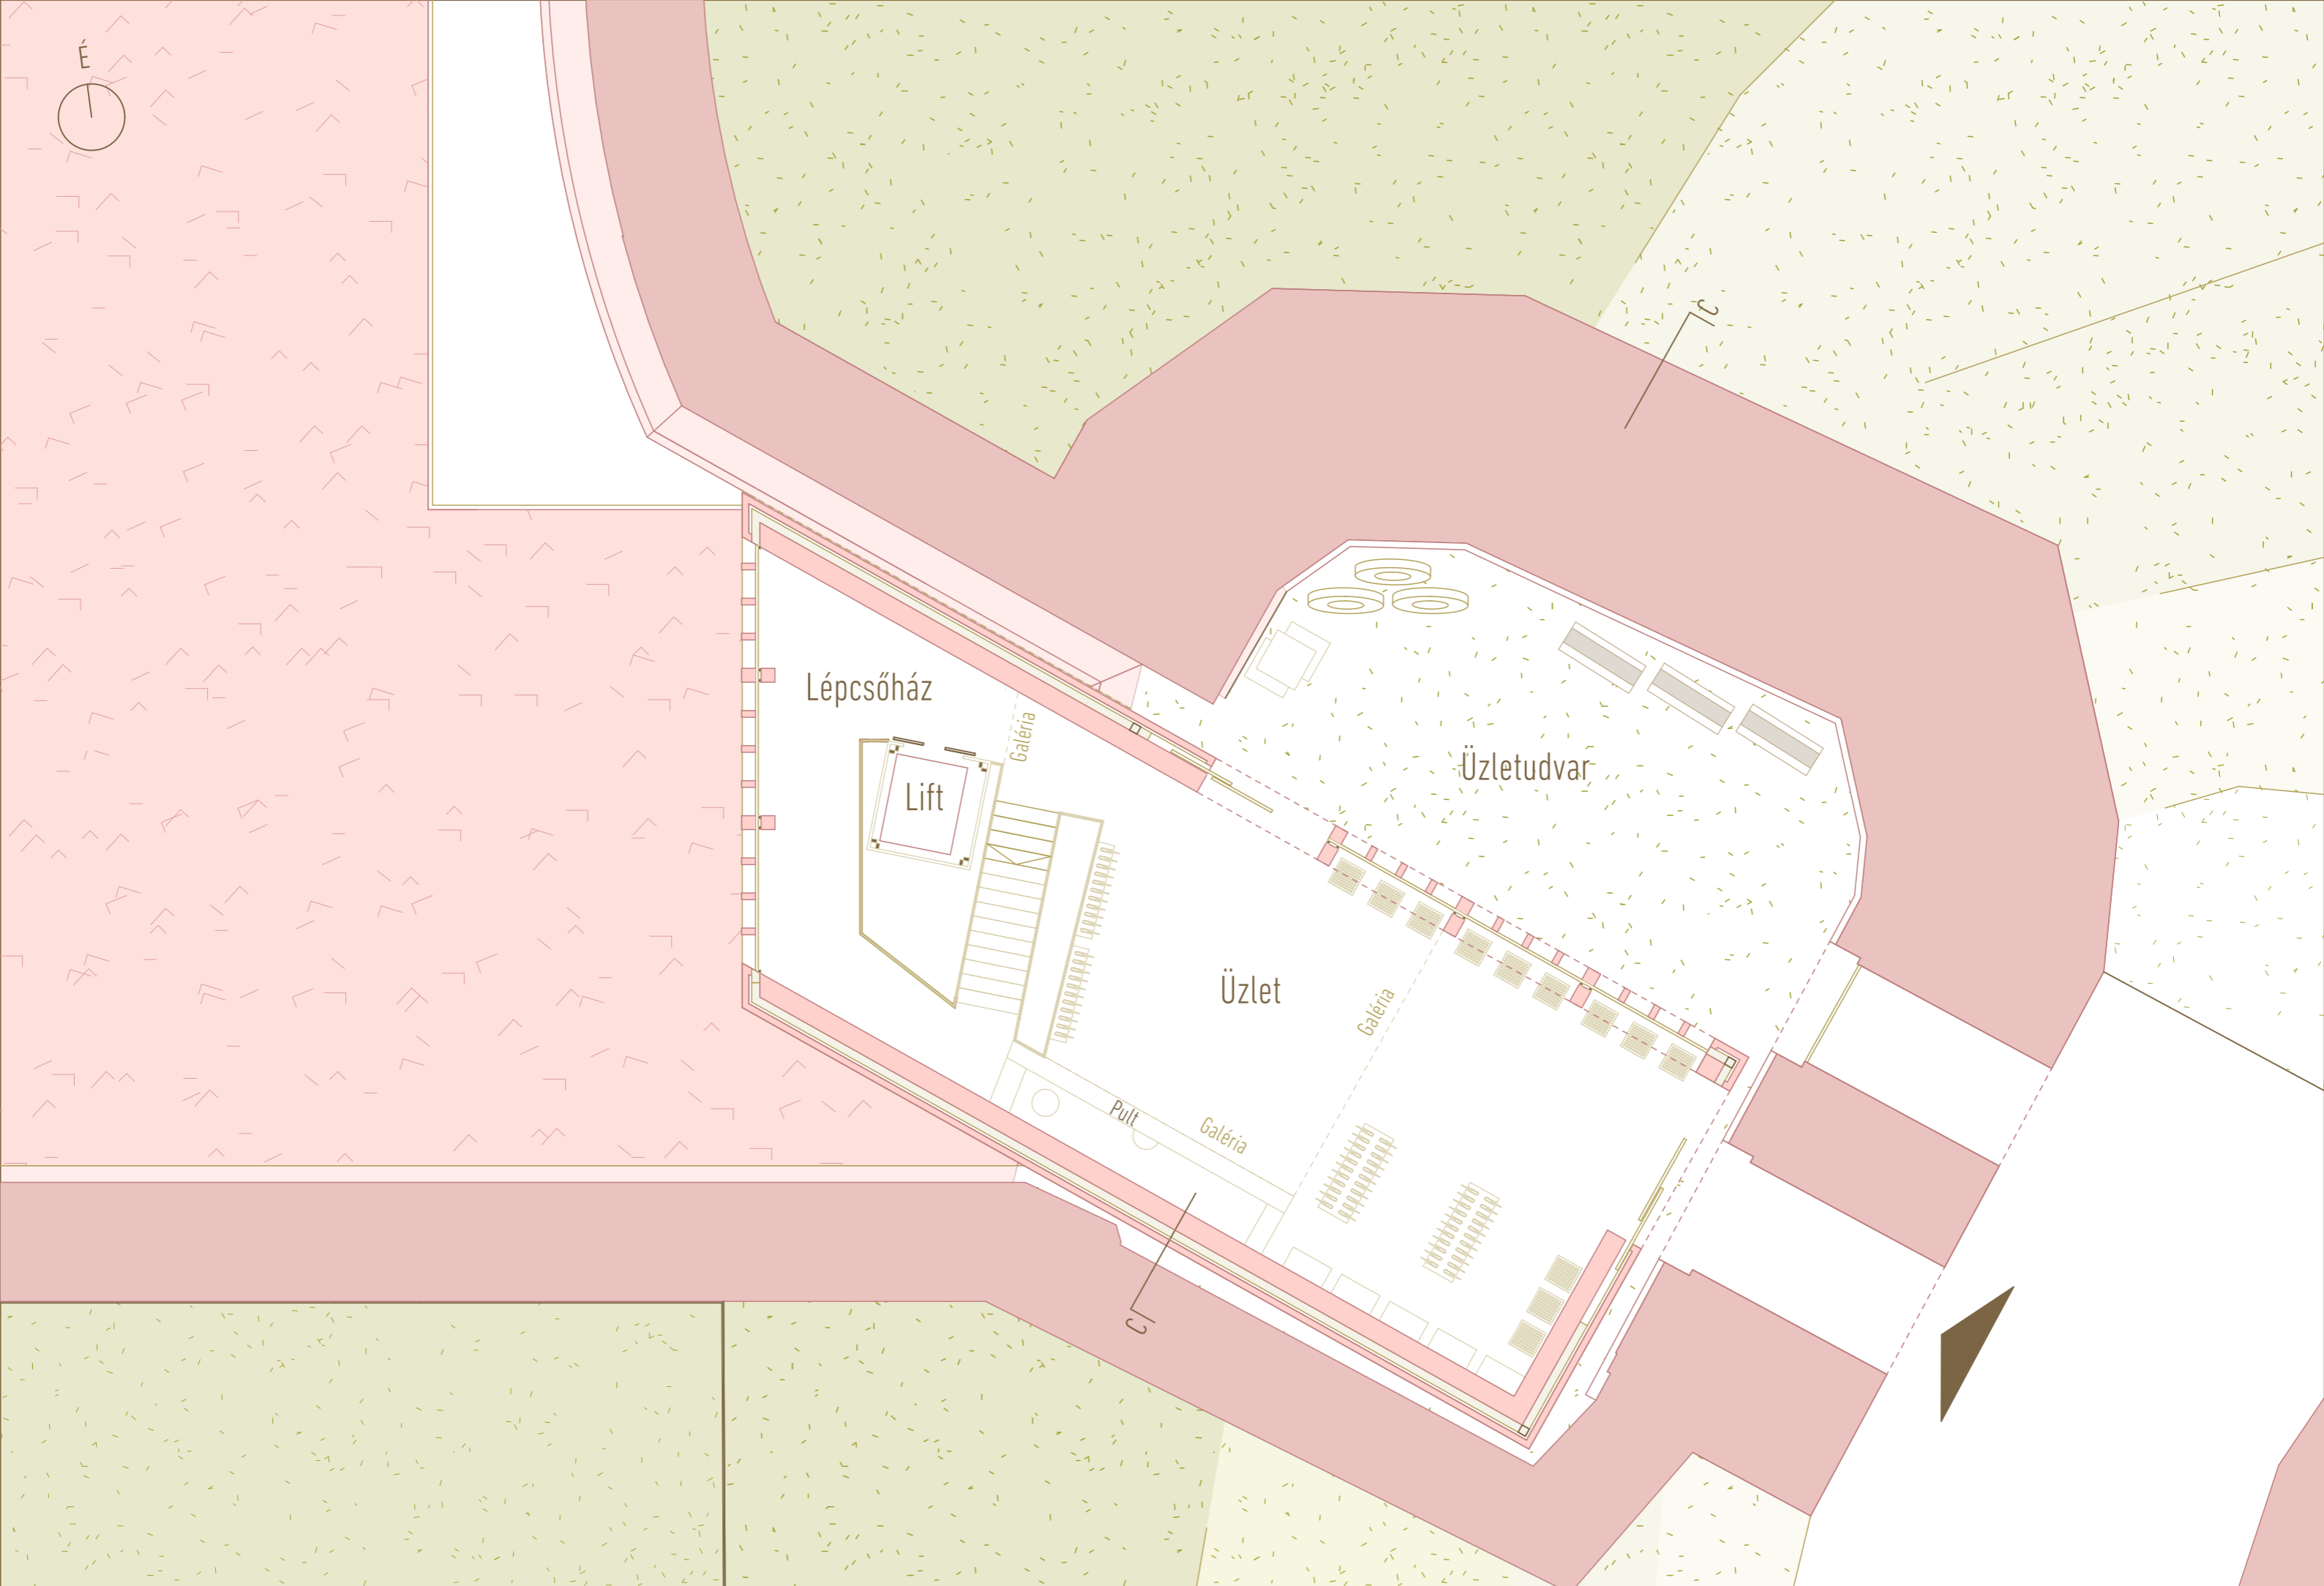 É
C
Lépcsőház
Galéria
Lift
Üzletudvar
Üzlet
Galéria
Pult
Galéria
C